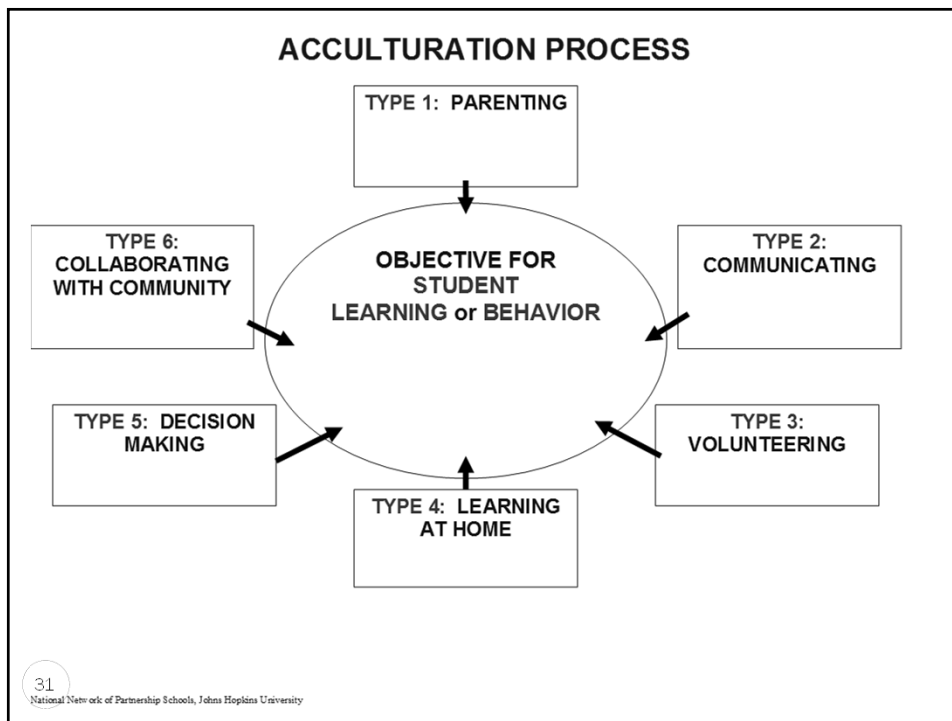 ACCULTURATION PROCESS
TYPE 1: PARENTING
TYPE 6:
COLLABORATING
WITH COMMUNITY
OBJECTIVE FOR
STUDENT
LEARNING or BEHAVIOR
TYPE 2:
COMMUNICATING
TYPE 5: DECISION
MAKING
TYPE 3:
VOLUNTEERING
TYPE 4: LEARNING
AT HOME
31
National Network of Partnership Schools, Johns Hopkins University